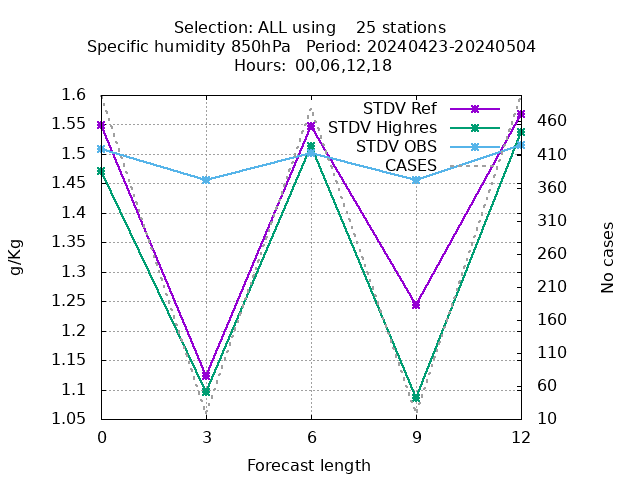 Selection: ALL using    25 stations
Specific humidity 850hPa   Period: 20240423-20240504
Hours: 00,06,12,18
STDV Ref
STDV Highres
STDV OBS
CASES
1.6
1.55
1.5
1.45
1.4
1.35
1.3
1.25
1.2
1.15
1.1
1.05
460
410
360
310
260
210
160
110
60
10
g/Kg
No cases
0 3 6 9 12
Forecast length